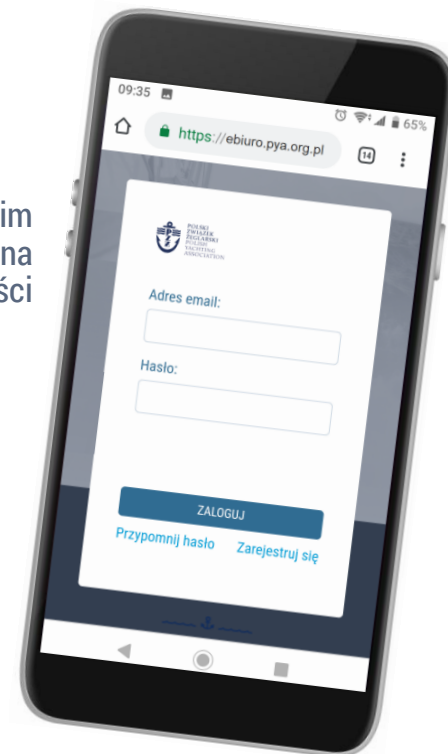 im
na
ści
09:35
65%
https://ebiuro.pya.org.pl
14
POLSKI
ZWIĄZEK
ŻEGLARSKI
POLISH
YACHTING
ASSOCIATION
Adres email:
Hasło:
ZALOGUJ
Przypomnij hasło Zarejestruj się